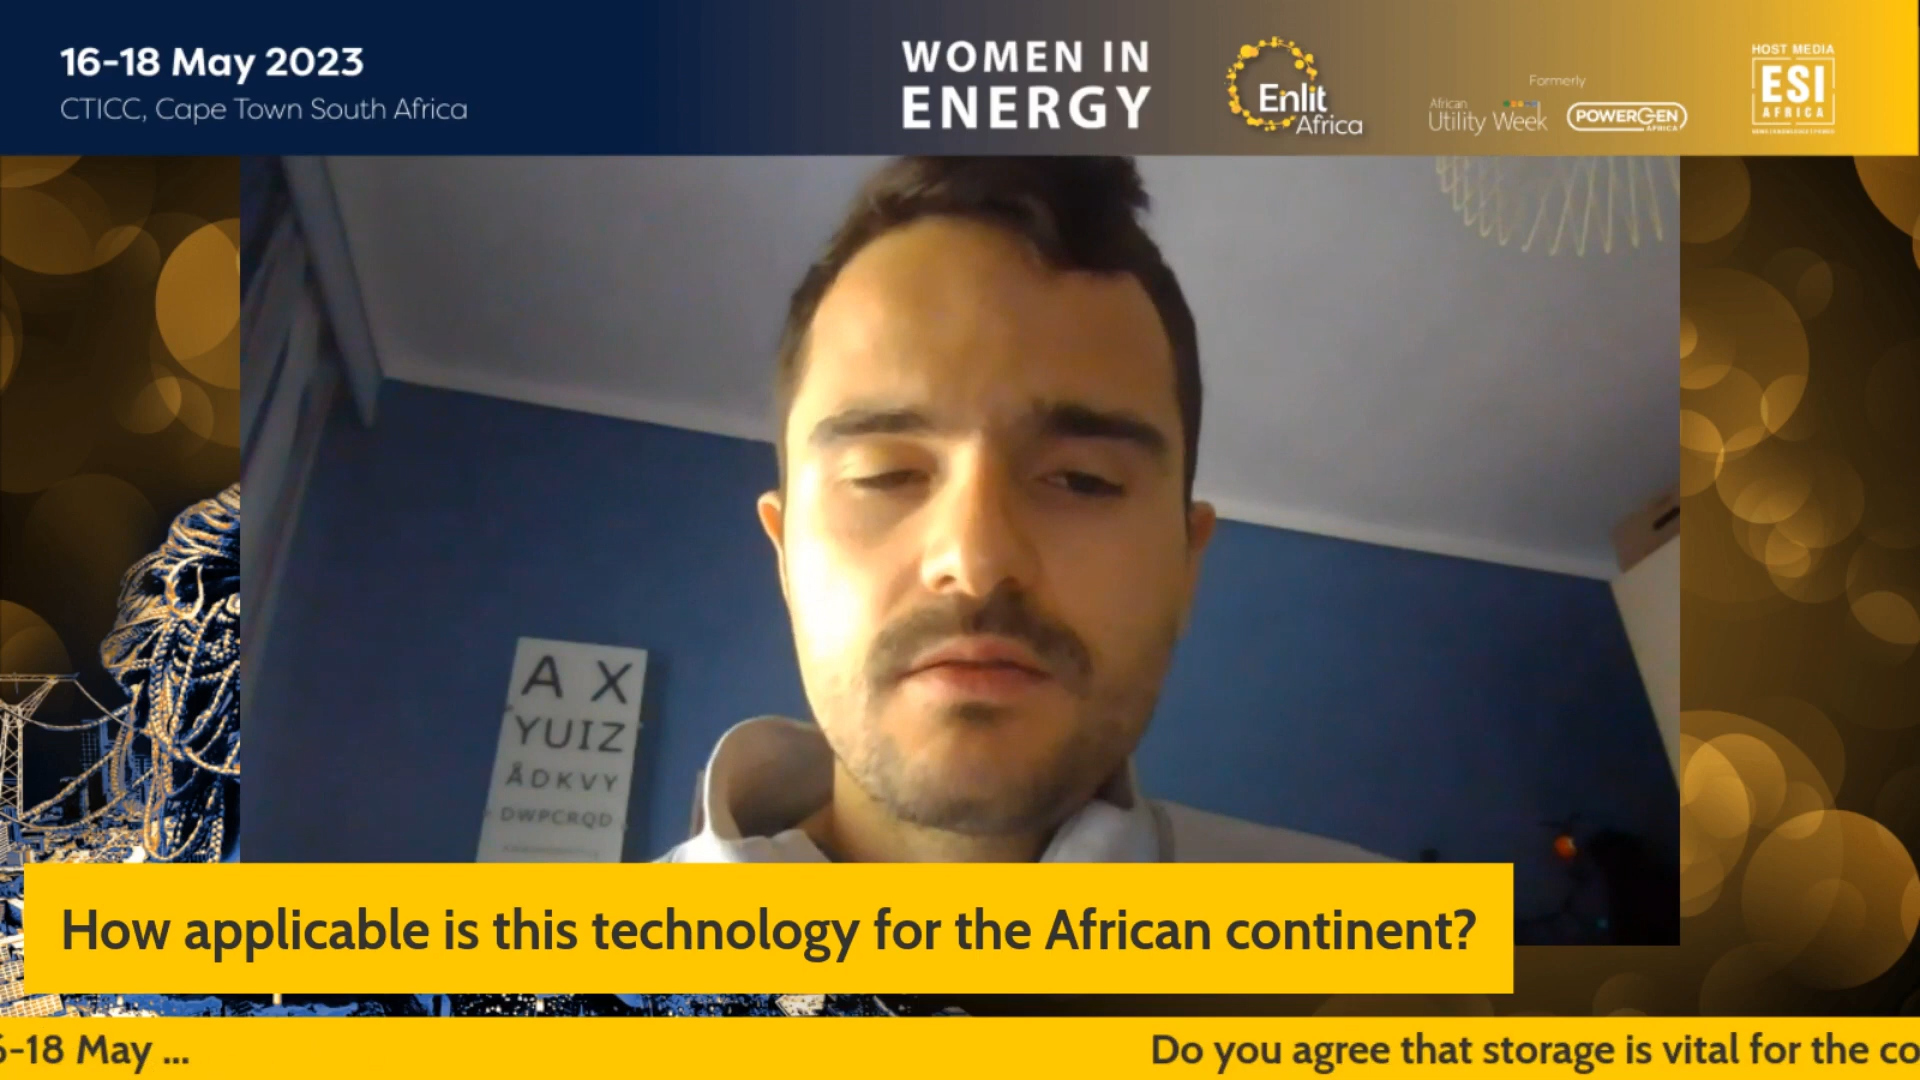 16-18 May 2023
CTICC, Cape Town South Africa
WOMEN IN
ENERGY
Enlit
Africa
Formerly
African
Utility Week
POWERGEN
AFRICA
HOST MEDIA
ESI
AFRICA
A X
YUIZ
ÅDKVY
DWPCRQD
How applicable is this technology for the African continent?
6-18 May ...
Do you agree that storage is vital for the co